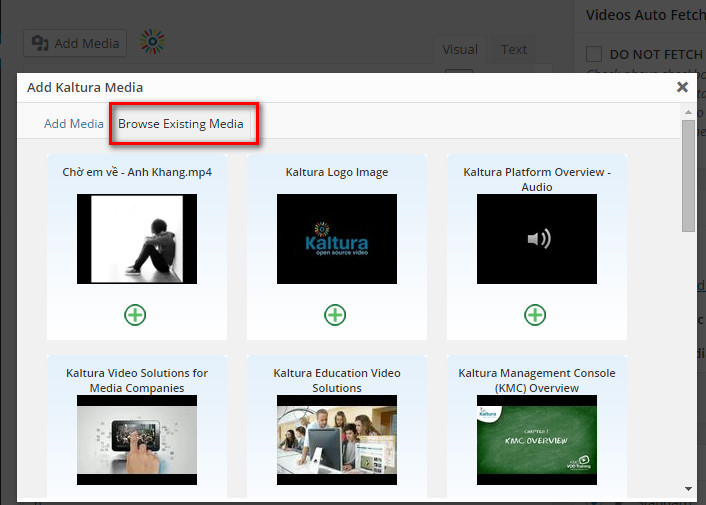 Add Media
Visual
Text
Videos Auto Fetch
DO NOT FETCH
Add Kaltura Media
Add Media
Browse Existing Media
Chờ em về - Anh Khang.mp4
Kaltura Logo Image
Kaltura Platform Overview -
Audio
Kaltura
open source video
Kaltura Video Solutions for
Media Companies
Kaltura Education Video
Solutions
Kaltura Management Console
(KMC) Overview
Kaltura
CHAPTER 1
KMC OVERVIEW
KMC
VOD Training